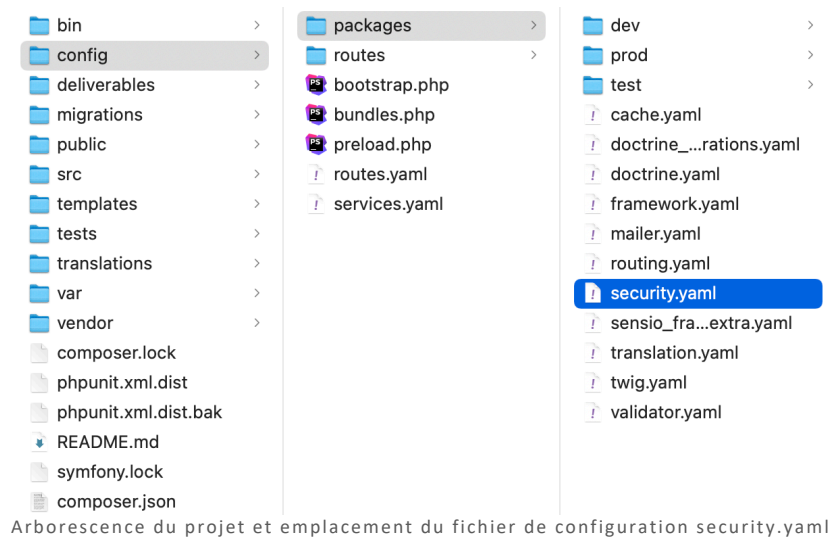 bin
config
deliverables
migrations
public
src
templates
tests
translations
var
vendor
composer.lock
phpunit.xml.dist
phpunit.xml.dist.bak
README.md
symfony.lock
composer.json
packages
routes
bootstrap.php
bundles.php
preload.php
routes.yaml
services.yaml
dev
prod
test
cache.yaml
doctrine_...rations.yaml
doctrine.yaml
framework.yaml
mailer.yaml
routing.yaml
security.yaml
sensio_fra...extra.yaml
translation.yaml
twig.yaml
validator.yaml
Arborescence du projet et emplacement du fichier de configuration security.yaml